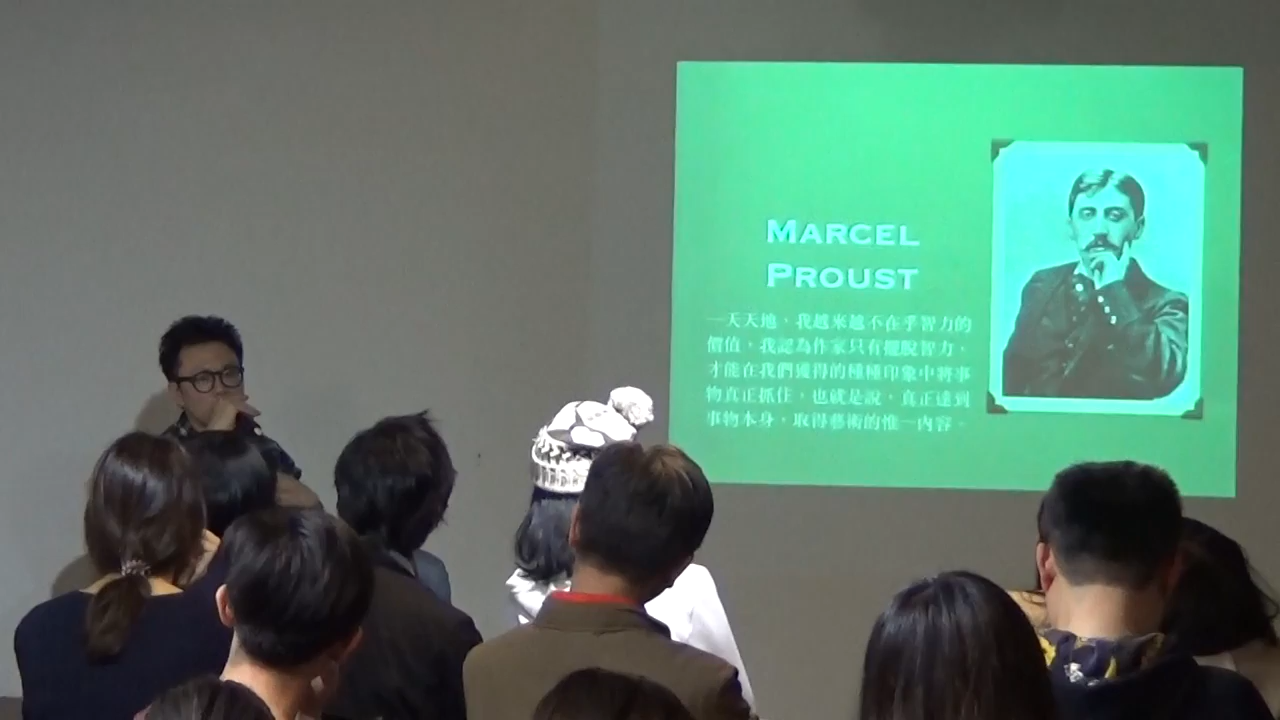 MARCEL
PROUST
一天天地，我越來越不在乎智力的
價值，我認為作家只有擺脫智力，
才能在我們獲得的種種印象中將事
物真正抓住，也就是說，真正達到
事物本身，取得藝術的惟一內容。